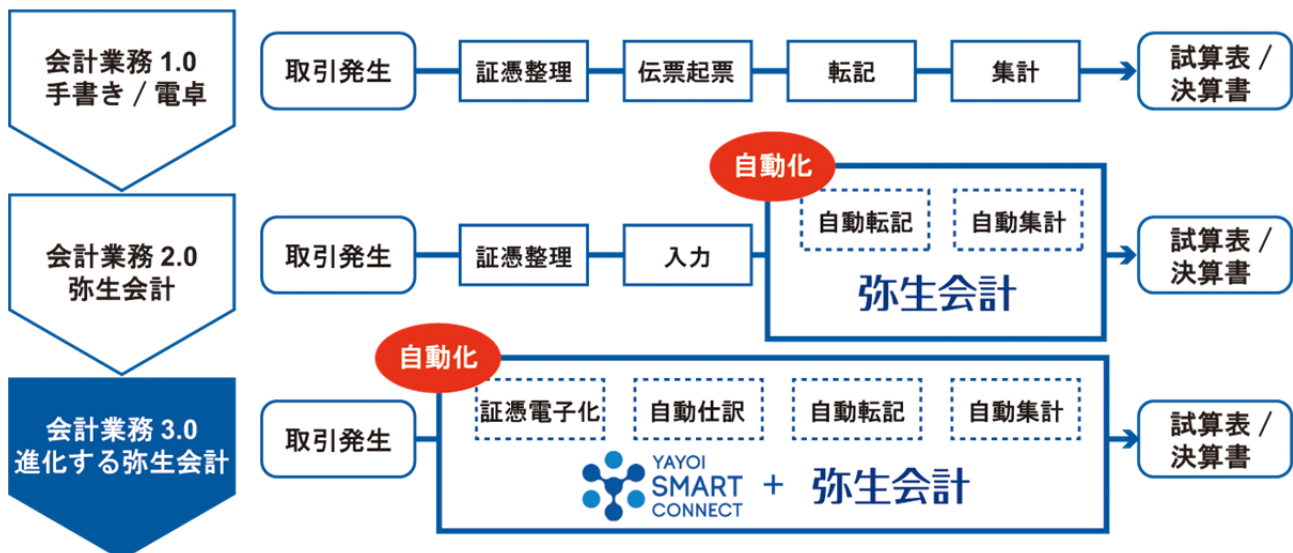 会計業務 1.0
手書き / 電卓
取引発生
証憑整理
伝票起票
転記
集計
試算表 /
決算書
自動化
会計業務 2.0
弥生会計
取引発生
証憑整理
入力
自動転記
自動集計
弥生会計
試算表 /
決算書
自動化
会計業務 3.0
進化する弥生会計
取引発生
証憑電子化
自動仕訳
自動転記
自動集計
YAYOI
SMART
CONNECT
+
弥生会計
試算表 /
決算書